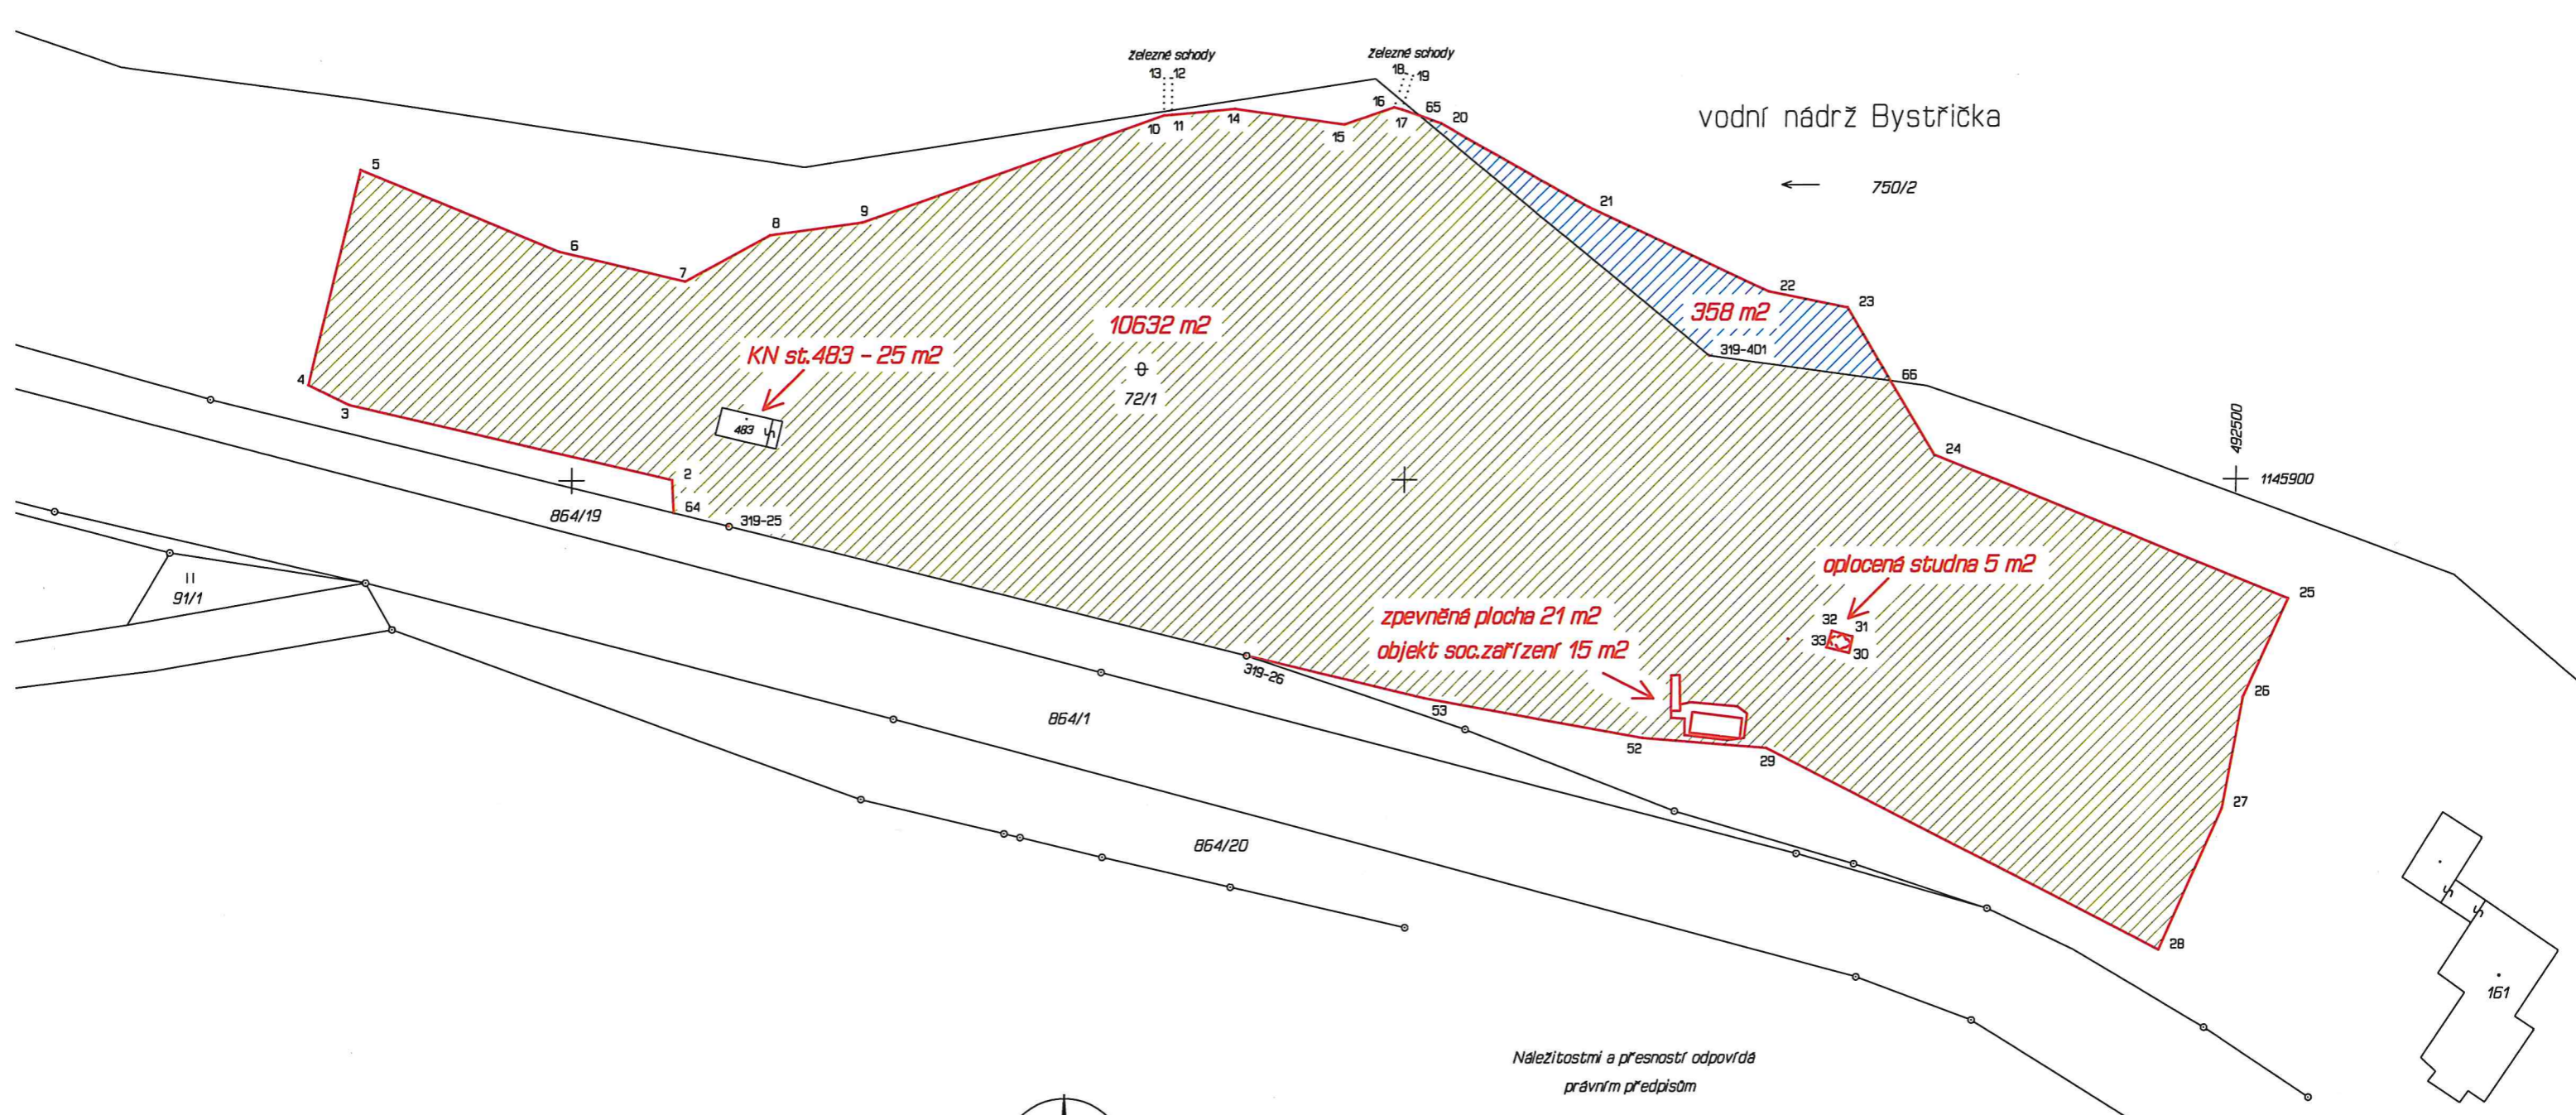 železné schody
železné schody
13 12
18 19
16 65 20
10 11 14 15 17
vodní nádrž Bystřička
750/2
5
6
7
8
9
21
22
23
10632 m2
358 m2
319-401
KN st.483 - 25 m2
72/1
483
4
3
66
24
492500
1145900
2
64
319-25
864/19
II
91/1
oplocená studna 5 m2
25
zpevněná plocha 21 m2
objekt soc.zařízení 15 m2
32 31
33 30
319-26
26
53
864/1
52
29
27
864/20
28
161
Náležitostmi a přesností odpovídá
právním předpisům